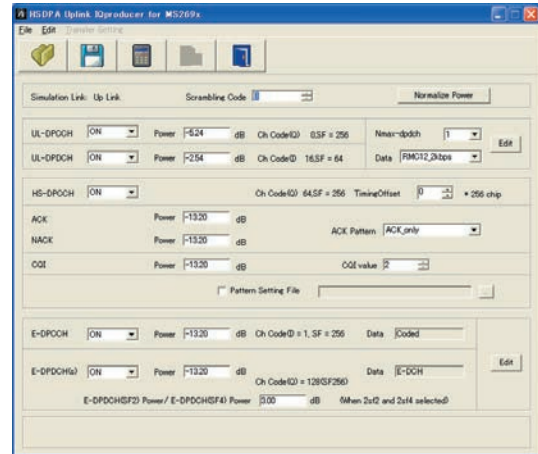 HSDPA Uplink IQproducer for MS269x
File Edit Transfer Setting
Simulation Link: Up Link Scrambling Code Normalize Power
UL-DPCCH ON Power -5.24 dB Ch Code(Q) 0,SF = 256 Nmax-dpdch 1 Edit
UL-DPDCH ON Power -2.54 dB Ch Code(I) 16,SF = 64 Data RMC12_2kbps
HS-DPCCH ON Ch Code(Q) 64,SF = 256 TimingOffset 0 * 256 chip
ACK Power -13.20 dB ACK Pattern ACK_only
NACK Power -13.20 dB
CQI Power -13.20 dB CQI value 2
Pattern Setting File ...
E-DPCCH ON Power -13.20 dB Ch Code(I) = 1, SF = 256 Data Coded Edit
E-DPDCH(s) ON Power -13.20 dB Ch Code(Q) = 128(SF256) Data E-DCH
E-DPDCH(SF2) Power/ E-DPDCH(SF4) Power 3.00 dB (When 2sf2 and 2sf4 selected)